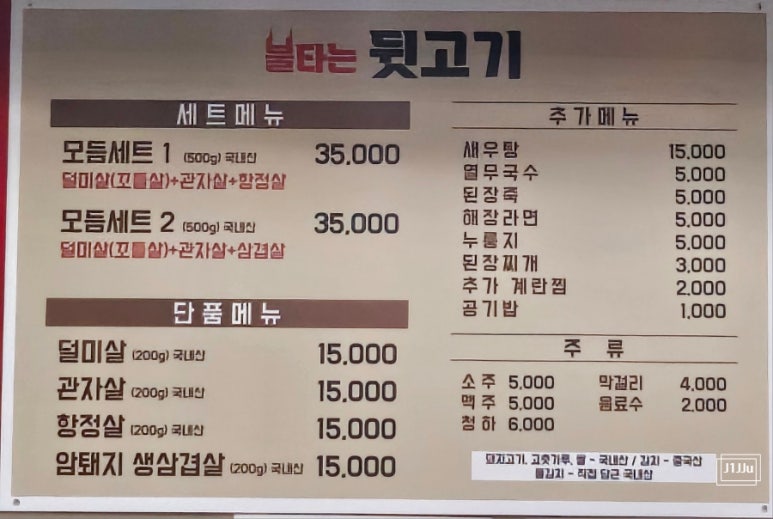 불타는 뒷고기
세트메뉴
모듬세트 1 (500g) 국내산 35,000
덜미살(꼬들살)+관자살+항정살
모듬세트 2 (500g) 국내산 35,000
덜미살(꼬들살)+관자살+삼겹살
단품메뉴
덜미살 (200g) 국내산 15,000
관자살 (200g) 국내산 15,000
항정살 (200g) 국내산 15,000
암퇘지 생삼겹살 (200g) 국내산 15,000
추가메뉴
새우탕 15,000
열무국수 5,000
된장죽 5,000
해장라면 5,000
누룽지 5,000
된장찌개 3,000
추가 계란찜 2,000
공기밥 1,000
주 류
소주 5,000 막걸리 4,000
맥주 5,000 음료수 2,000
청하 6,000
돼지고기, 고춧가루, 쌀 - 국내산 / 김치 - 중국산
물김치 - 직접 담근 국내산
J1JJu